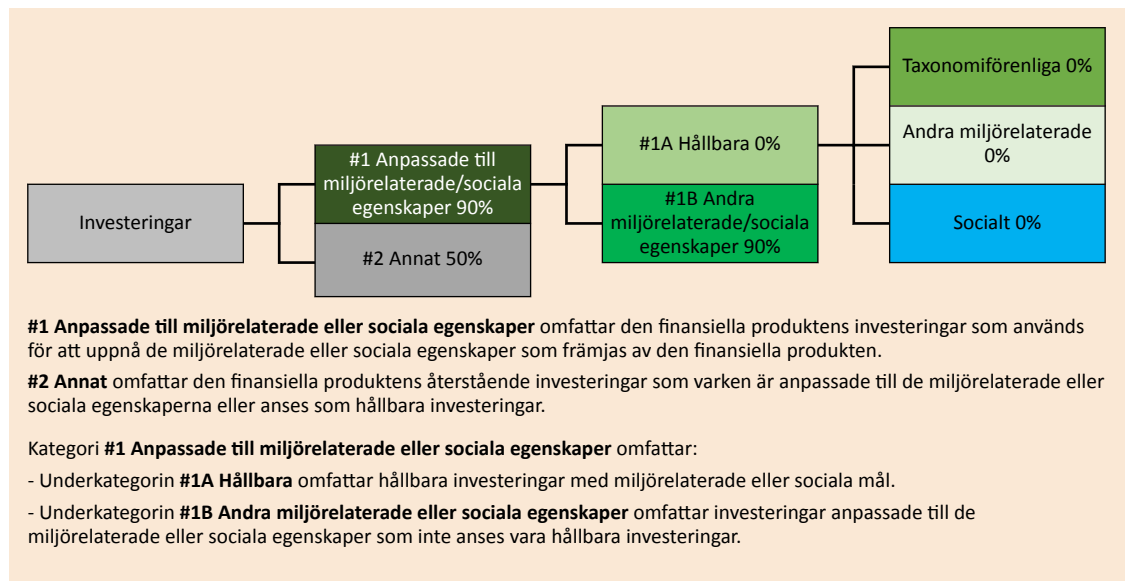 Investeringar
#1 Anpassade till
miljörelaterade/sociala
egenskaper 90%
#2 Annat 50%
#1A Hållbara 0%
#1B Andra
miljörelaterade/sociala
egenskaper 90%
Taxonomiförenliga 0%
Andra miljörelaterade
0%
Socialt 0%
#1 Anpassade till miljörelaterade eller sociala egenskaper omfattar den finansiella produktens investeringar som används
för att uppnå de miljörelaterade eller sociala egenskaper som främjas av den finansiella produkten.
#2 Annat omfattar den finansiella produktens återstående investeringar som varken är anpassade till de miljörelaterade eller
sociala egenskaperna eller anses som hållbara investeringar.
Kategori #1 Anpassade till miljörelaterade eller sociala egenskaper omfattar:
- Underkategorin #1A Hållbara omfattar hållbara investeringar med miljörelaterade eller sociala mål.
- Underkategorin #1B Andra miljörelaterade eller sociala egenskaper omfattar investeringar anpassade till de
miljörelaterade eller sociala egenskaper som inte anses vara hållbara investeringar.